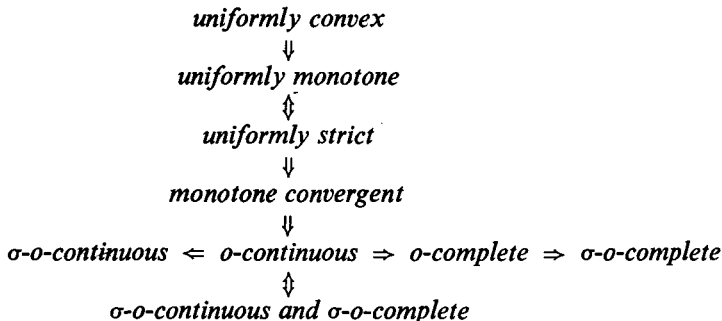 uniformly convex
⇓
uniformly monotone
⇕
uniformly strict
⇓
monotone convergent
⇓
σ-o-continuous ⇐ o-continuous ⇒ o-complete ⇒ σ-o-complete
⇕
σ-o-continuous and σ-o-complete